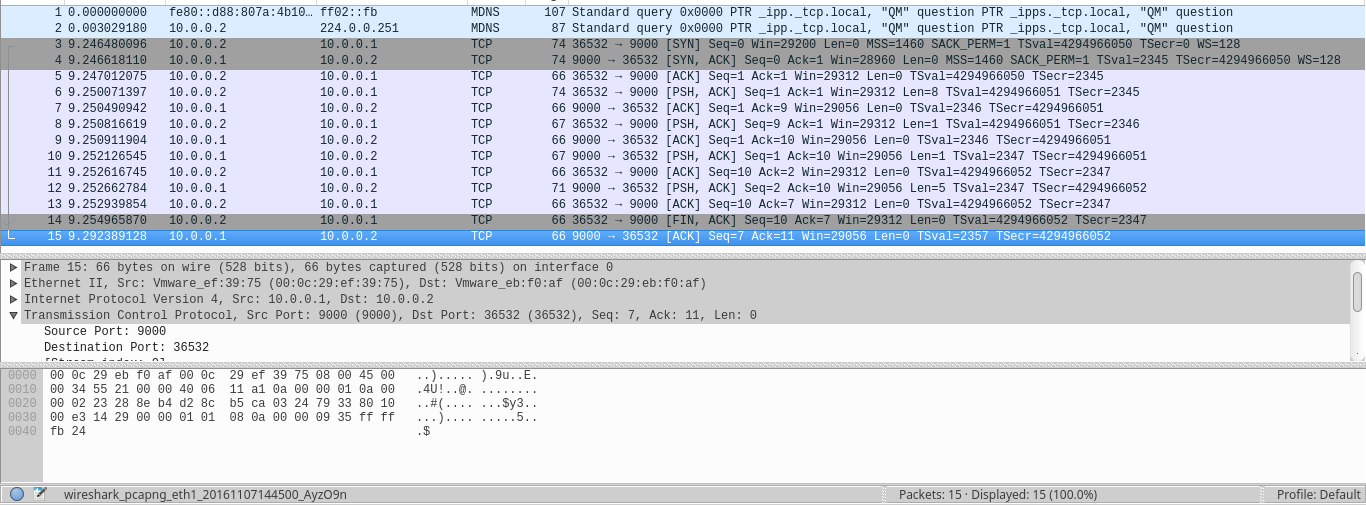 1 0.000000000 fe80::d88:807a:4b10… ff02::fb MDNS 107 Standard query 0x0000 PTR _ipp._tcp.local, "QM" question PTR _ipps._tcp.local, "QM" question
2 0.003029180 10.0.0.2 224.0.0.251 MDNS 87 Standard query 0x0000 PTR _ipp._tcp.local, "QM" question PTR _ipps._tcp.local, "QM" question
3 9.246480096 10.0.0.2 10.0.0.1 TCP 74 36532 → 9000 [SYN] Seq=0 Win=29200 Len=0 MSS=1460 SACK_PERM=1 TSval=4294966050 TSecr=0 WS=128
4 9.246618110 10.0.0.1 10.0.0.2 TCP 74 9000 → 36532 [SYN, ACK] Seq=0 Ack=1 Win=28960 Len=0 MSS=1460 SACK_PERM=1 TSval=2345 TSecr=4294966050 WS=128
5 9.247012075 10.0.0.2 10.0.0.1 TCP 66 36532 → 9000 [ACK] Seq=1 Ack=1 Win=29312 Len=0 TSval=4294966050 TSecr=2345
6 9.250071397 10.0.0.2 10.0.0.1 TCP 74 36532 → 9000 [PSH, ACK] Seq=1 Ack=1 Win=29312 Len=8 TSval=4294966051 TSecr=2345
7 9.250490942 10.0.0.1 10.0.0.2 TCP 66 9000 → 36532 [ACK] Seq=1 Ack=9 Win=29056 Len=0 TSval=2346 TSecr=4294966051
8 9.250816619 10.0.0.2 10.0.0.1 TCP 67 36532 → 9000 [PSH, ACK] Seq=9 Ack=1 Win=29312 Len=1 TSval=4294966051 TSecr=2346
9 9.250911904 10.0.0.1 10.0.0.2 TCP 66 9000 → 36532 [ACK] Seq=1 Ack=10 Win=29056 Len=0 TSval=2346 TSecr=4294966051
10 9.252126545 10.0.0.1 10.0.0.2 TCP 67 9000 → 36532 [PSH, ACK] Seq=1 Ack=10 Win=29056 Len=1 TSval=2347 TSecr=4294966051
11 9.252616745 10.0.0.2 10.0.0.1 TCP 66 36532 → 9000 [ACK] Seq=10 Ack=2 Win=29312 Len=0 TSval=4294966052 TSecr=2347
12 9.252662784 10.0.0.1 10.0.0.2 TCP 71 9000 → 36532 [PSH, ACK] Seq=2 Ack=10 Win=29056 Len=5 TSval=2347 TSecr=4294966052
13 9.252939854 10.0.0.2 10.0.0.1 TCP 66 36532 → 9000 [ACK] Seq=10 Ack=7 Win=29312 Len=0 TSval=4294966052 TSecr=2347
14 9.254965870 10.0.0.2 10.0.0.1 TCP 66 36532 → 9000 [FIN, ACK] Seq=10 Ack=7 Win=29312 Len=0 TSval=4294966052 TSecr=2347
15 9.292389128 10.0.0.1 10.0.0.2 TCP 66 9000 → 36532 [ACK] Seq=7 Ack=11 Win=29056 Len=0 TSval=2357 TSecr=4294966052
Frame 15: 66 bytes on wire (528 bits), 66 bytes captured (528 bits) on interface 0
Ethernet II, Src: Vmware_ef:39:75 (00:0c:29:ef:39:75), Dst: Vmware_eb:f0:af (00:0c:29:eb:f0:af)
Internet Protocol Version 4, Src: 10.0.0.1, Dst: 10.0.0.2
Transmission Control Protocol, Src Port: 9000 (9000), Dst Port: 36532 (36532), Seq: 7, Ack: 11, Len: 0
Source Port: 9000
Destination Port: 36532
0000 00 0c 29 eb f0 af 00 0c 29 ef 39 75 08 00 45 00 ..)..... ).9u..E.
0010 00 34 55 21 00 00 40 06 11 a1 0a 00 00 01 0a 00 .4U!..@. ........
0020 00 02 23 28 8e b4 d2 8c b5 ca 03 24 79 33 80 10 ..#(.... ...$y3..
0030 00 e3 14 29 00 00 01 01 08 0a 00 00 09 35 ff ff ...).... .....5..
0040 fb 24 .$
wireshark_pcapng_eth1_20161107144500_AyzO9n Packets: 15 · Displayed: 15 (100.0%) Profile: Default